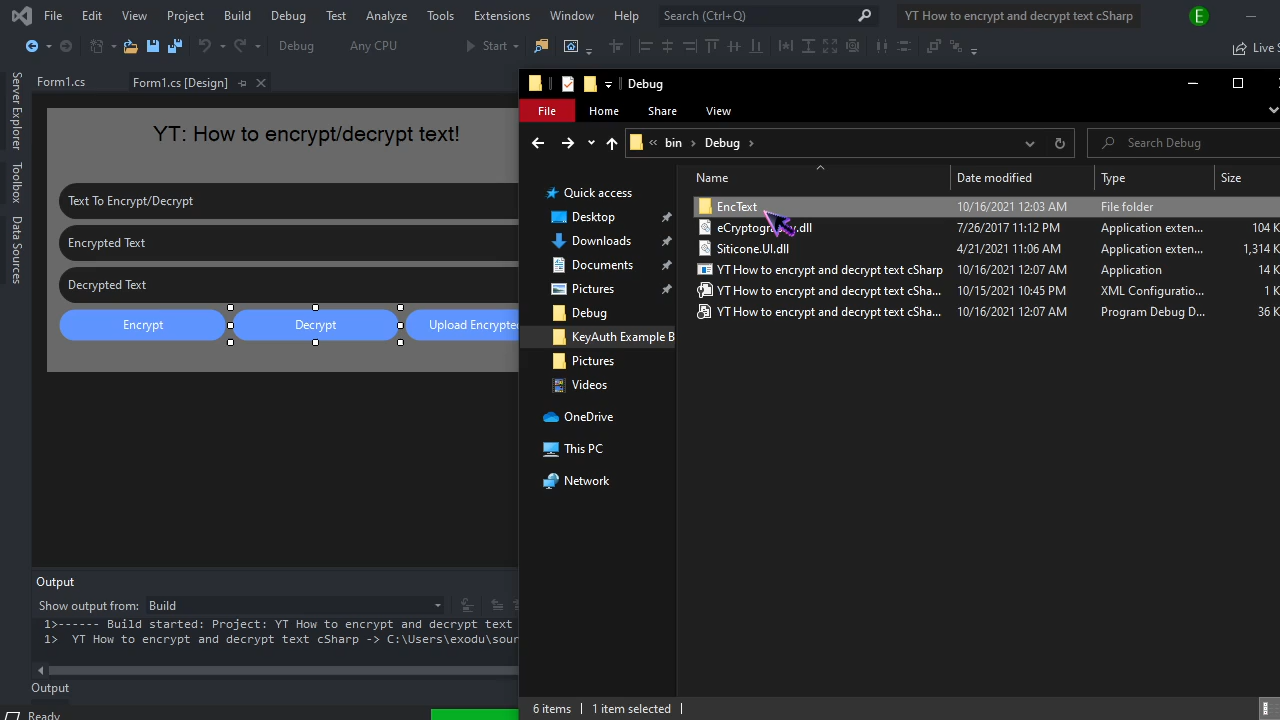 File Edit View Project Build Debug Test Analyze Tools Extensions Window Help Search (Ctrl+Q) YT How to encrypt and decrypt text cSharp E
Debug Any CPU Start Live S
Form1.cs Form1.cs [Design]
Server Explorer
Toolbox
Data Sources
YT: How to encrypt/decrypt text!
Text To Encrypt/Decrypt
Encrypted Text
Decrypted Text
Encrypt Decrypt Upload Encrypte
Output
Show output from: Build
1>------ Build started: Project: YT How to encrypt and decrypt text
1> YT How to encrypt and decrypt text cSharp -> C:\Users\exodu\sour
Output
Ready
Debug
File Home Share View
« bin > Debug > Search Debug
Quick access
Desktop
Downloads
Documents
Pictures
Debug
KeyAuth Example B
Pictures
Videos
OneDrive
This PC
Network
Name Date modified Type Size
EncText 10/16/2021 12:03 AM File folder
7/26/2017 11:12 PM Application exten... 104 K
Siticone.UI.dll 4/21/2021 11:06 AM Application exten... 1,314 K
YT How to encrypt and decrypt text cSharp 10/16/2021 12:07 AM Application 14 K
YT How to encrypt and decrypt text cSha... 10/15/2021 10:45 PM XML Configuratio... 1 K
YT How to encrypt and decrypt text cSha... 10/16/2021 12:07 AM Program Debug D... 36 K
6 items 1 item selected